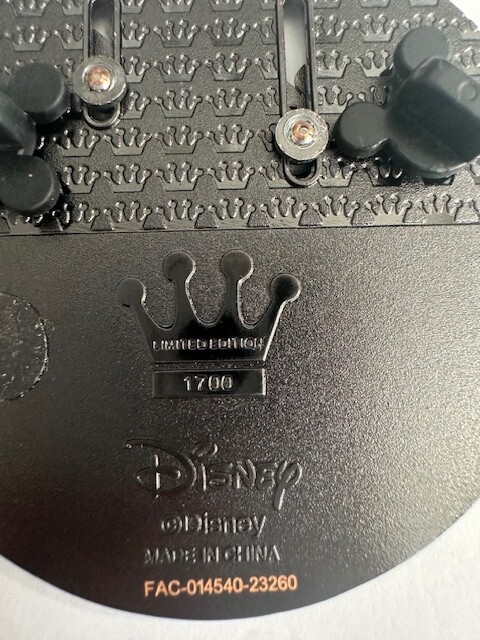 LIMITED EDITION
1700
Disney
©Disney
MADE IN CHINA
FAC-014540-23260